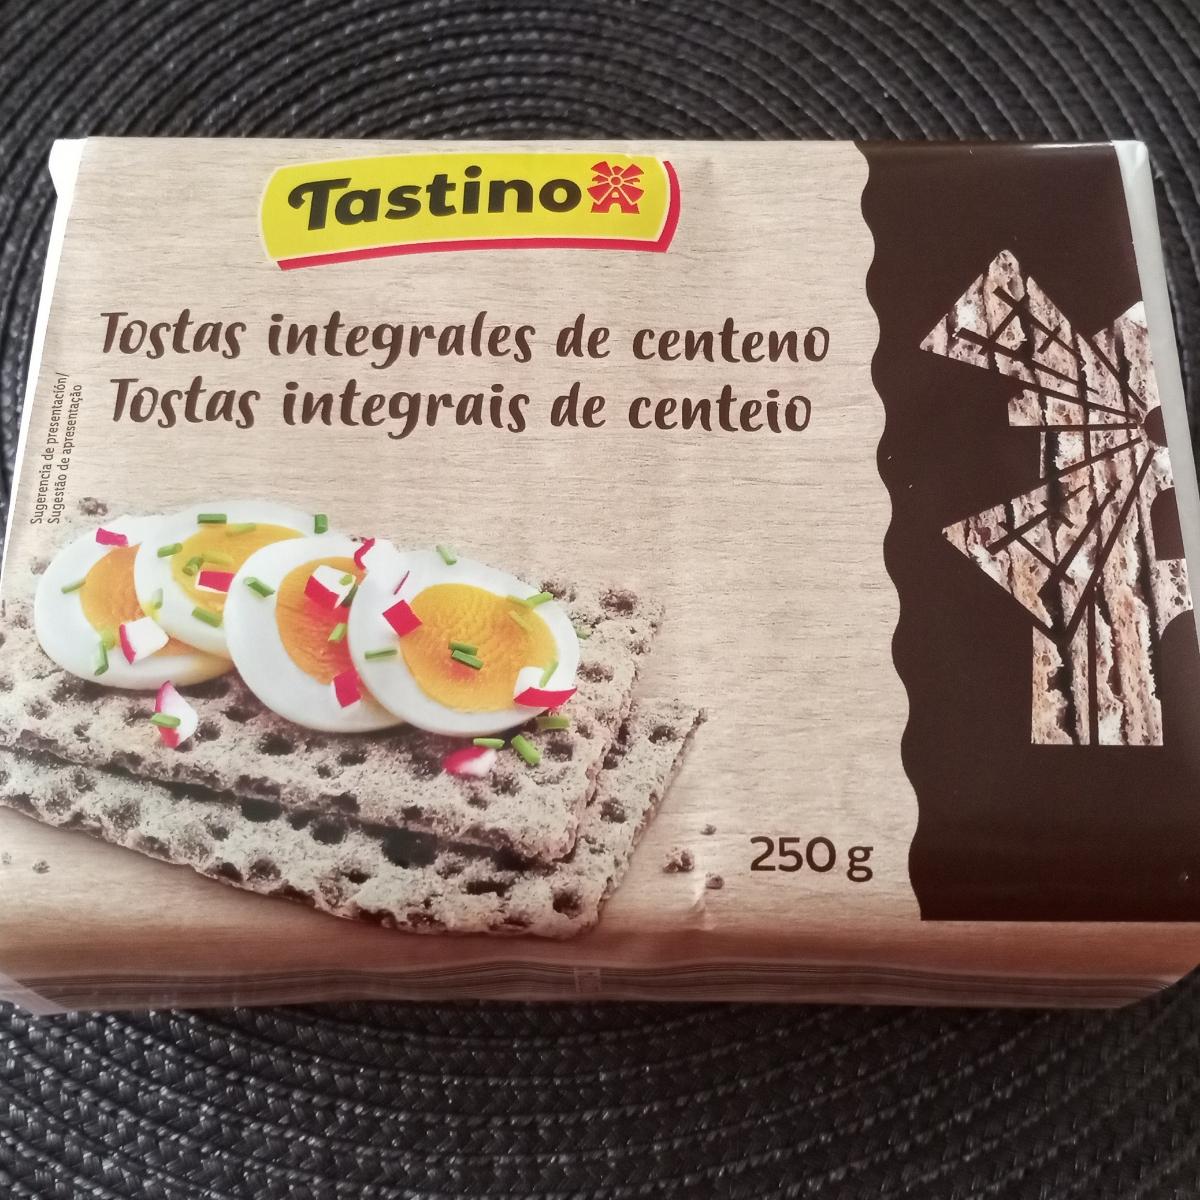 Tastino
Tostas integrales de centeno
Tostas integrais de centeio
Sugerencia de presentación/
Sugestão de apresentação
250 g